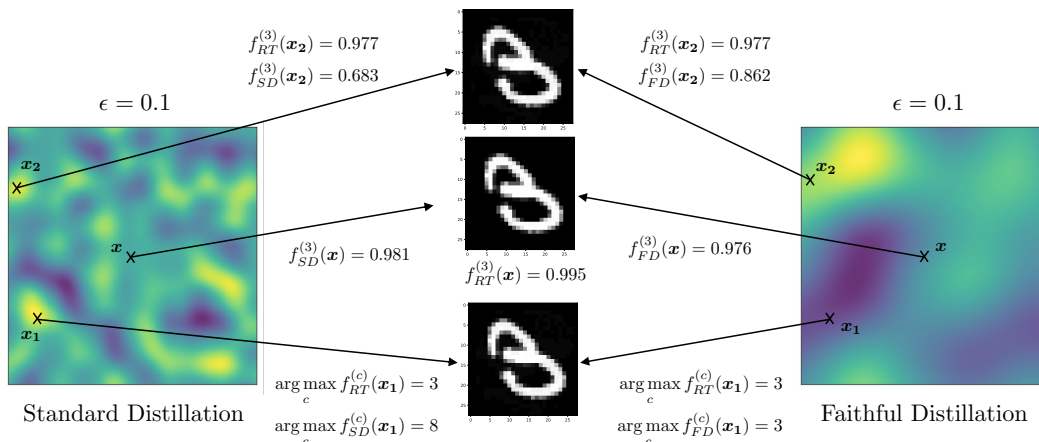 f_{RT}^{(3)}(x_2) = 0.977
f_{SD}^{(3)}(x_2) = 0.683
f_{RT}^{(3)}(x_2) = 0.977
f_{FD}^{(3)}(x_2) = 0.862
ϵ = 0.1
ϵ = 0.1
x_2
x_2
x
x
f_{SD}^{(3)}(x) = 0.981
f_{FD}^{(3)}(x) = 0.976
f_{RT}^{(3)}(x) = 0.995
x_1
x_1
arg max_c f_{RT}^{(c)}(x_1) = 3
arg max_c f_{SD}^{(c)}(x_1) = 8
arg max_c f_{RT}^{(c)}(x_1) = 3
arg max_c f_{FD}^{(c)}(x_1) = 3
Standard Distillation
Faithful Distillation